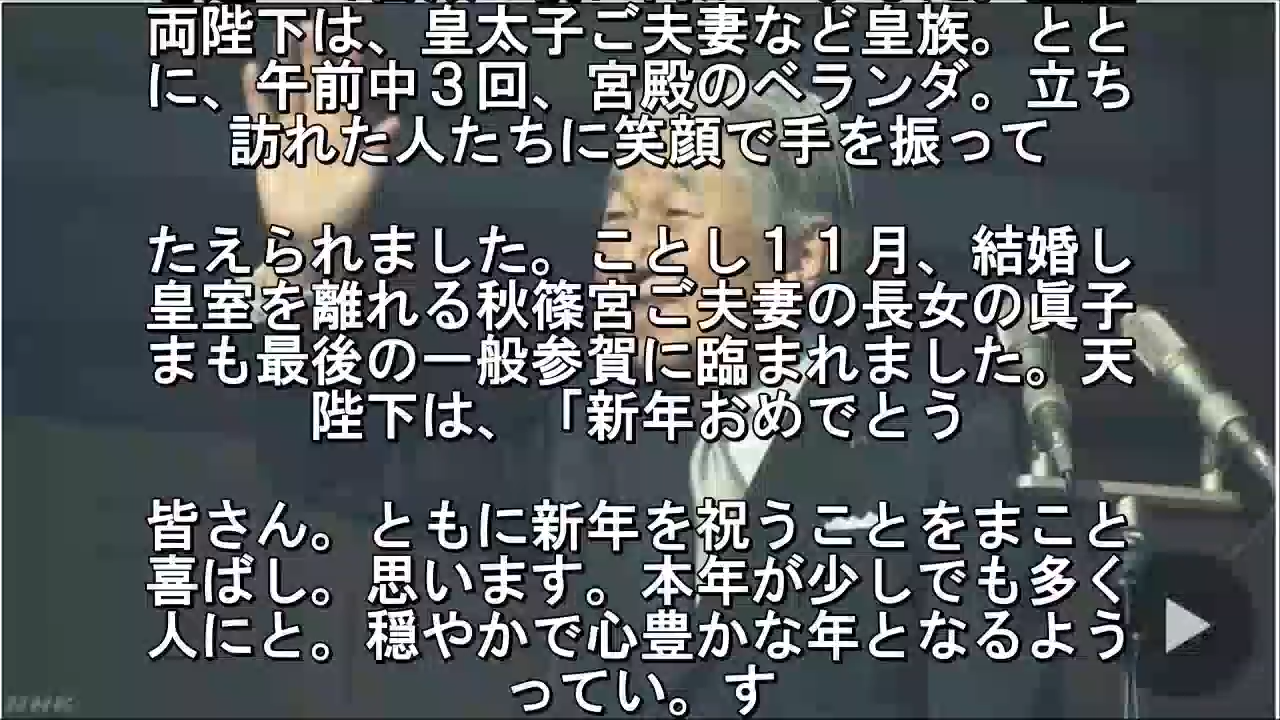 両陛下は、皇太子ご夫妻など皇族。とと
に、午前中３回、宮殿のベランダ。立ち
訪れた人たちに笑顔で手を振って
たえられました。ことし１１月、結婚し
皇室を離れる秋篠宮ご夫妻の長女の眞子
まも最後の一般参賀に臨まれました。天
陛下は、「新年おめでとう
皆さん。ともに新年を祝うことをまこと
喜ばし。思います。本年が少しでも多く
人にと。穏やかで心豊かな年となるよう
ってい。す
NHK